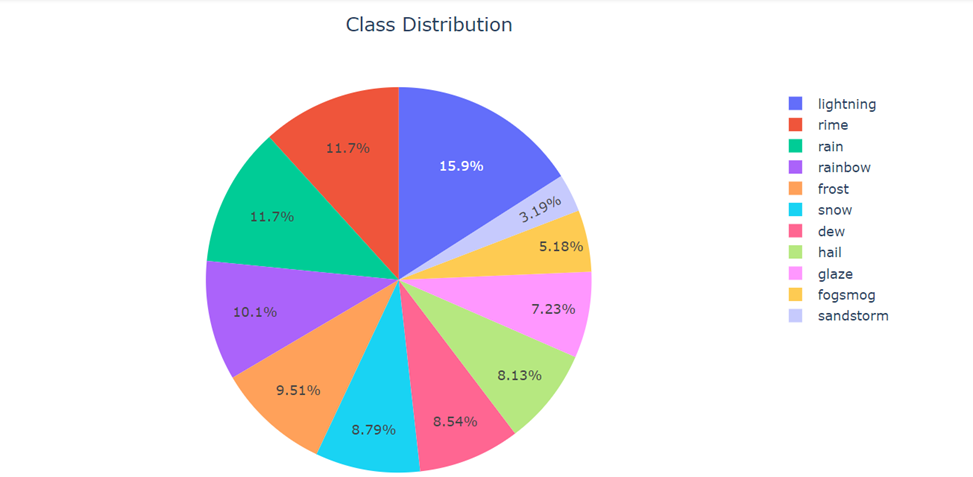 Class Distribution
15.9%
3.19%
5.18%
7.23%
8.13%
8.54%
8.79%
9.51%
10.1%
11.7%
11.7%
lightning
rime
rain
rainbow
frost
snow
dew
hail
glaze
fogsmog
sandstorm